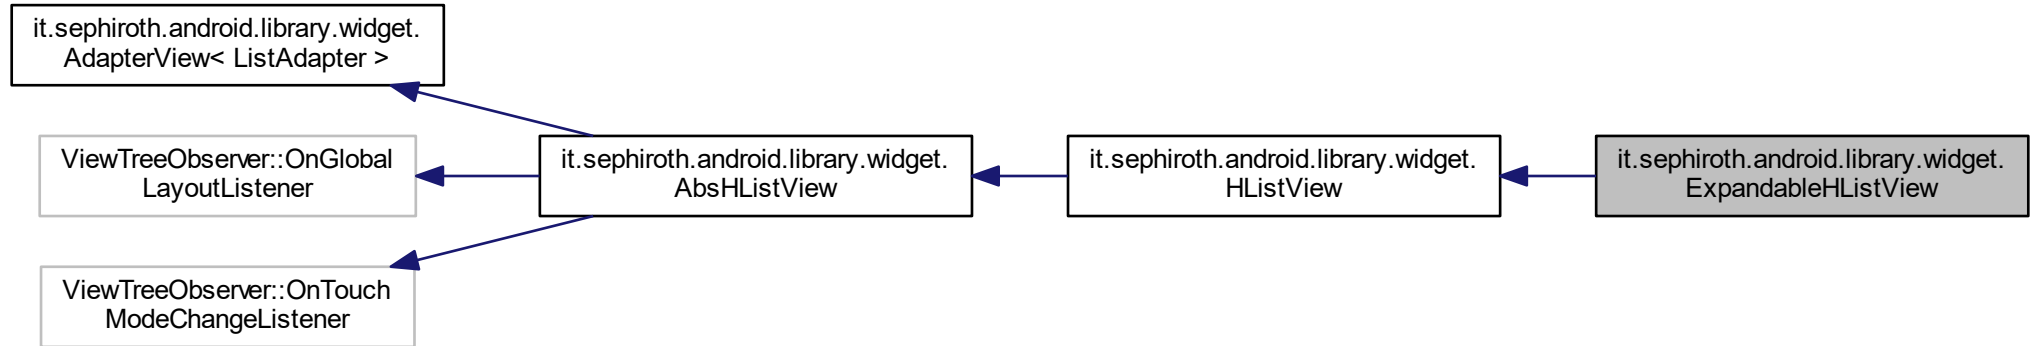 it.sephiroth.android.library.widget.
AdapterView< ListAdapter >
ViewTreeObserver::OnGlobal
LayoutListener
ViewTreeObserver::OnTouch
ModeChangeListener
it.sephiroth.android.library.widget.
AbsHListView
it.sephiroth.android.library.widget.
HListView
it.sephiroth.android.library.widget.
ExpandableHListView